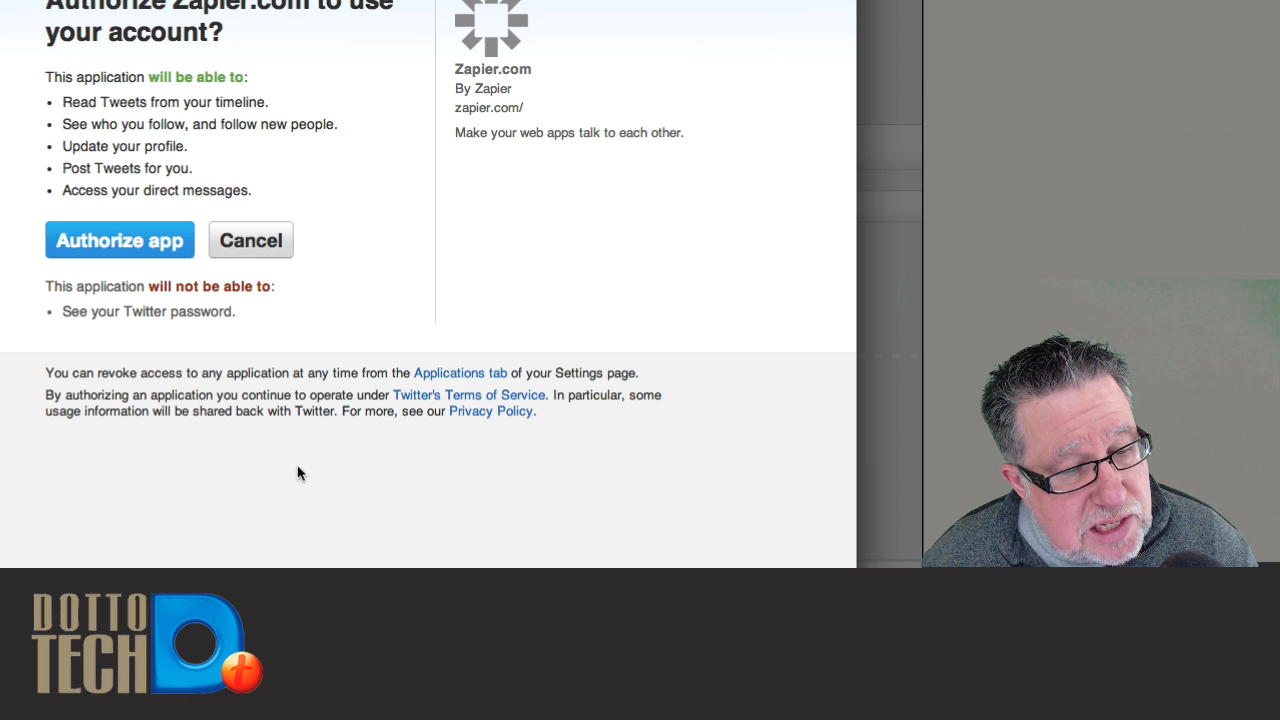 Authorize Zapier.com to use
your account?
This application will be able to:
• Read Tweets from your timeline.
• See who you follow, and follow new people.
• Update your profile.
• Post Tweets for you.
• Access your direct messages.
Authorize app Cancel
This application will not be able to:
• See your Twitter password.
Zapier.com
By Zapier
zapier.com/
Make your web apps talk to each other.
You can revoke access to any application at any time from the Applications tab of your Settings page.
By authorizing an application you continue to operate under Twitter's Terms of Service. In particular, some
usage information will be shared back with Twitter. For more, see our Privacy Policy.
DOTTO
TECH
D
t